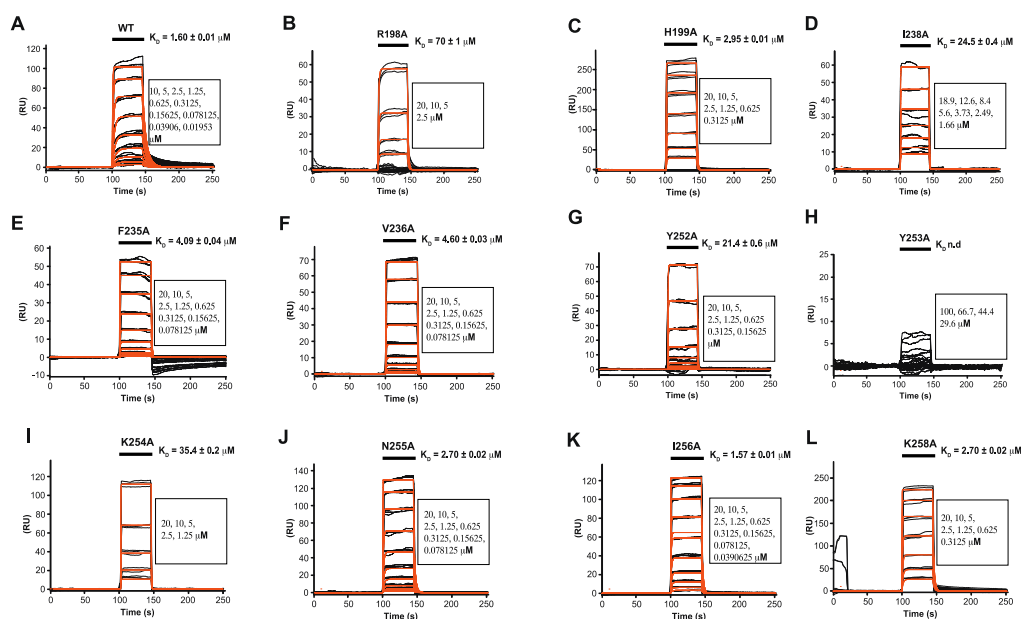 A
WT
K_D = 1.60 ± 0.01 µM
(RU)
120
100
80
60
40
20
0
10, 5, 2.5, 1.25,
0.625, 0.3125,
0.15625, 0.078125,
0.03906, 0.01953
µM
0 50 100 150 200 250
Time (s)
B
R198A
K_D = 70 ± 1 µM
(RU)
60
50
40
30
20
10
0
20, 10, 5
2.5 µM
0 50 100 150 200 250
Time (s)
C
H199A
K_D = 2.95 ± 0.01 µM
(RU)
250
200
150
100
50
0
20, 10, 5,
2.5, 1.25, 0.625
0.3125 µM
0 50 100 150 200 250
Time (s)
D
I238A
K_D = 24.5 ± 0.4 µM
(RU)
60
50
40
30
20
10
0
18.9, 12.6, 8.4
5.6, 3.73, 2.49,
1.66 µM
0 50 100 150 200 250
Time (s)
E
F235A
K_D = 4.09 ± 0.04 µM
(RU)
60
50
40
30
20
10
0
-10
20, 10, 5,
2.5, 1.25, 0.625
0.3125, 0.15625,
0.078125 µM
0 50 100 150 200 250
Time (s)
F
V236A
K_D = 4.60 ± 0.03 µM
(RU)
70
60
50
40
30
20
10
0
20, 10, 5,
2.5, 1.25, 0.625
0.3125, 0.15625,
0.078125 µM
0 50 100 150 200 250
Time (s)
G
Y252A
K_D = 21.4 ± 0.6 µM
(RU)
70
60
50
40
30
20
10
0
20, 10, 5,
2.5, 1.25, 0.625
0.3125, 0.15625
µM
0 50 100 150 200 250
Time (s)
H
Y253A
K_D n.d
(RU)
25
20
15
10
5
0
100, 66.7, 44.4
29.6 µM
0 50 100 150 200 250
Time (s)
I
K254A
K_D = 35.4 ± 0.2 µM
(RU)
120
100
80
60
40
20
0
20, 10, 5,
2.5, 1.25 µM
0 50 100 150 200 250
Time (s)
J
N255A
K_D = 2.70 ± 0.02 µM
(RU)
120
100
80
60
40
20
0
20, 10, 5,
2.5, 1.25, 0.625
0.3125, 0.15625,
0.078125 µM
0 50 100 150 200 250
Time (s)
K
I256A
K_D = 1.57 ± 0.01 µM
(RU)
120
100
80
60
40
20
0
20, 10, 5,
2.5, 1.25, 0.625
0.3125, 0.15625,
0.078125,
0.0390625 µM
0 50 100 150 200 250
Time (s)
L
K258A
K_D = 2.70 ± 0.02 µM
(RU)
250
200
150
100
50
0
20, 10, 5,
2.5, 1.25, 0.625
0.3125 µM
0 50 100 150 200 250
Time (s)